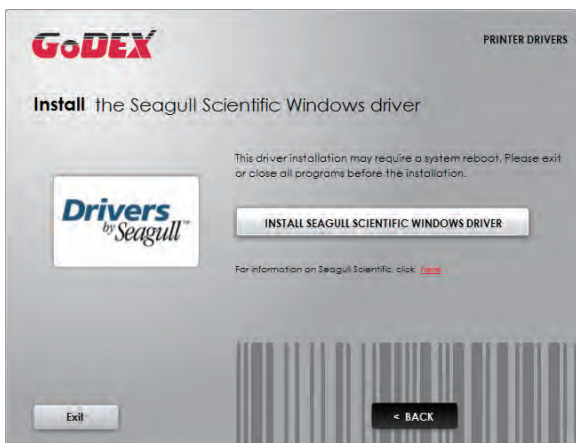 GoDEX
PRINTER DRIVERS
Install the Seagull Scientific Windows driver
This driver installation may require a system reboot. Please exit
or close all programs before the installation.
Drivers
by Seagull™
INSTALL SEAGULL SCIENTIFIC WINDOWS DRIVER
For information on Seagull Scientific, click here
Exit
< BACK